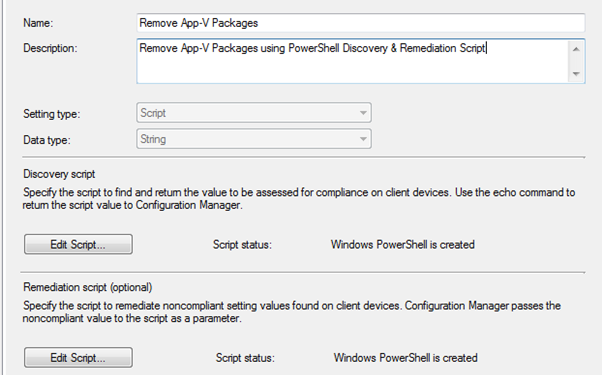 Name: Remove App-V Packages
Description: Remove App-V Packages using PowerShell Discovery & Remediation Script
Setting type: Script
Data type: String
Discovery script
Specify the script to find and return the value to be assessed for compliance on client devices. Use the echo command to
return the script value to Configuration Manager.
Edit Script... Script status: Windows PowerShell is created
Remediation script (optional)
Specify the script to remediate noncompliant setting values found on client devices. Configuration Manager passes the
noncompliant value to the script as a parameter.
Edit Script... Script status: Windows PowerShell is created